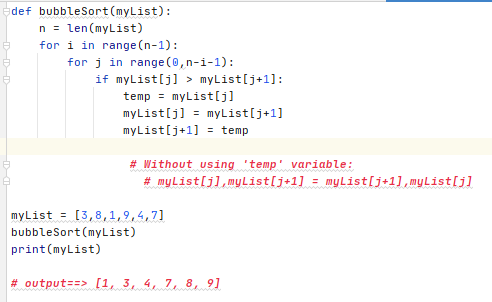 def bubbleSort(myList):
    n = len(myList)
    for i in range(n-1):
        for j in range(0,n-i-1):
            if myList[j] > myList[j+1]:
                temp = myList[j]
                myList[j] = myList[j+1]
                myList[j+1] = temp
                 # Without using 'temp' variable:
                   # myList[j],myList[j+1] = myList[j+1],myList[j]
myList = [3,8,1,9,4,7]
bubbleSort(myList)
print(myList)
# output==> [1, 3, 4, 7, 8, 9]